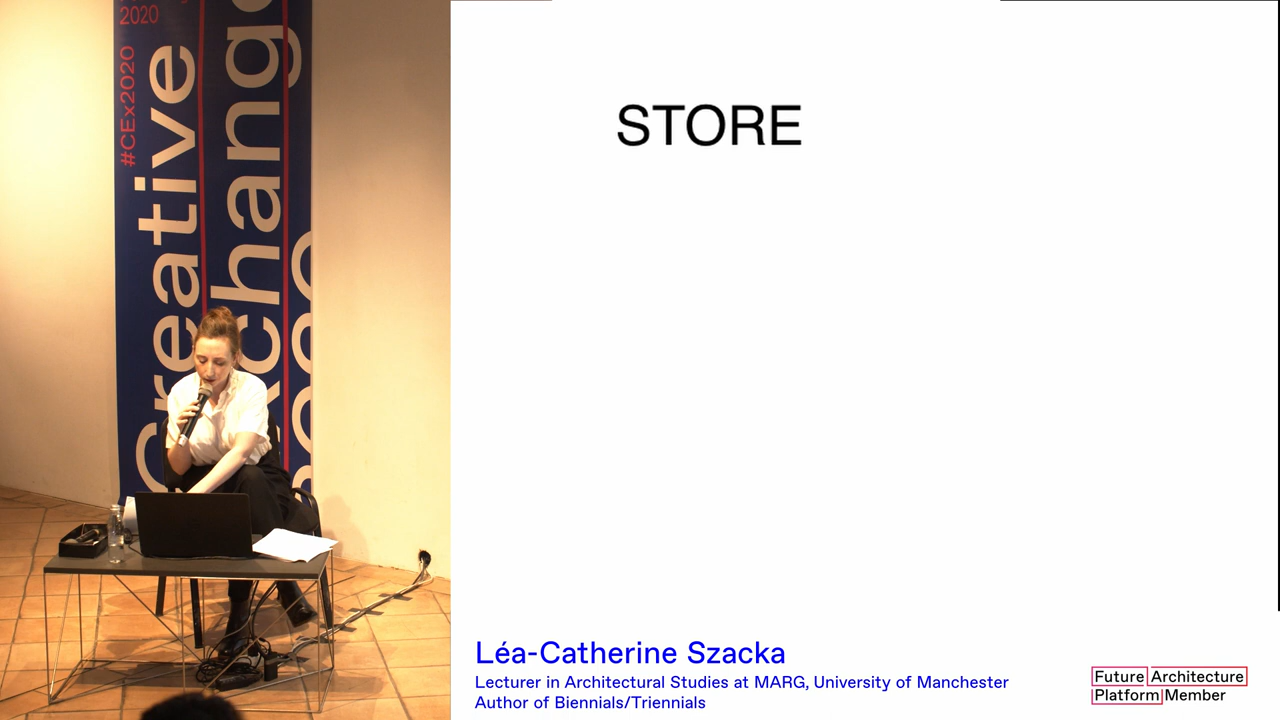 2020
#CEx2020
Creative
xchange
STORE
Léa-Catherine Szacka
Lecturer in Architectural Studies at MARG, University of Manchester
Author of Biennials/Triennials
Future Architecture
Platform Member